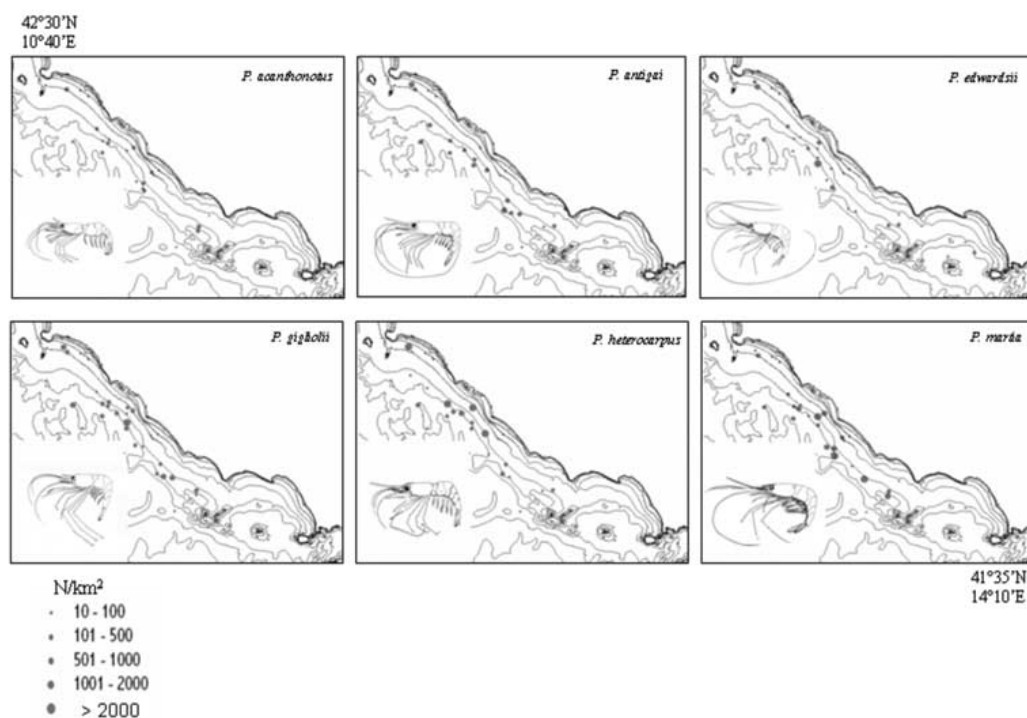 42°30'N
10°40'E
P. acanthonotus
P. antigai
P. edwardsii
P. gigliolii
P. heterocarpus
P. martia
41°35'N
14°10'E
N/km²
10 - 100
101 - 500
501 - 1000
1001 - 2000
> 2000